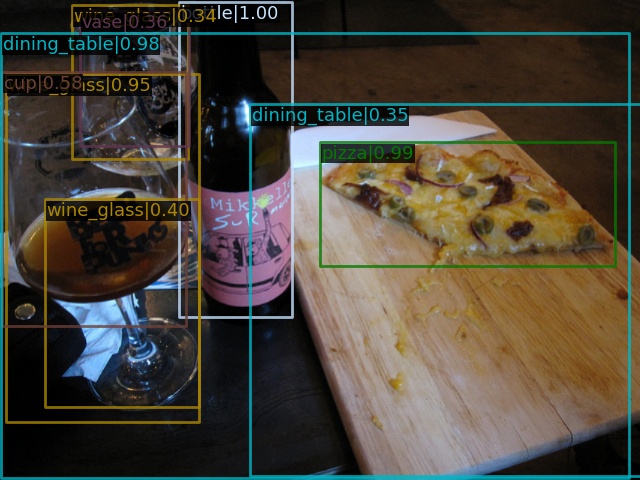 wine_glass|0.34
vase|0.36
bottle|1.00
dining_table|0.98
cup|0.58
wine_glass|0.95
dining_table|0.35
pizza|0.99
wine_glass|0.40
Mikkeller
SUR